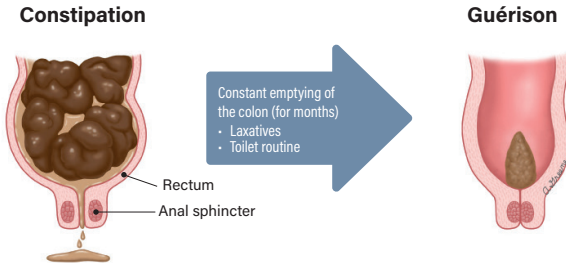 Constipation
Guérison
Constant emptying of
the colon (for months)
• Laxatives
• Toilet routine
Rectum
Anal sphincter